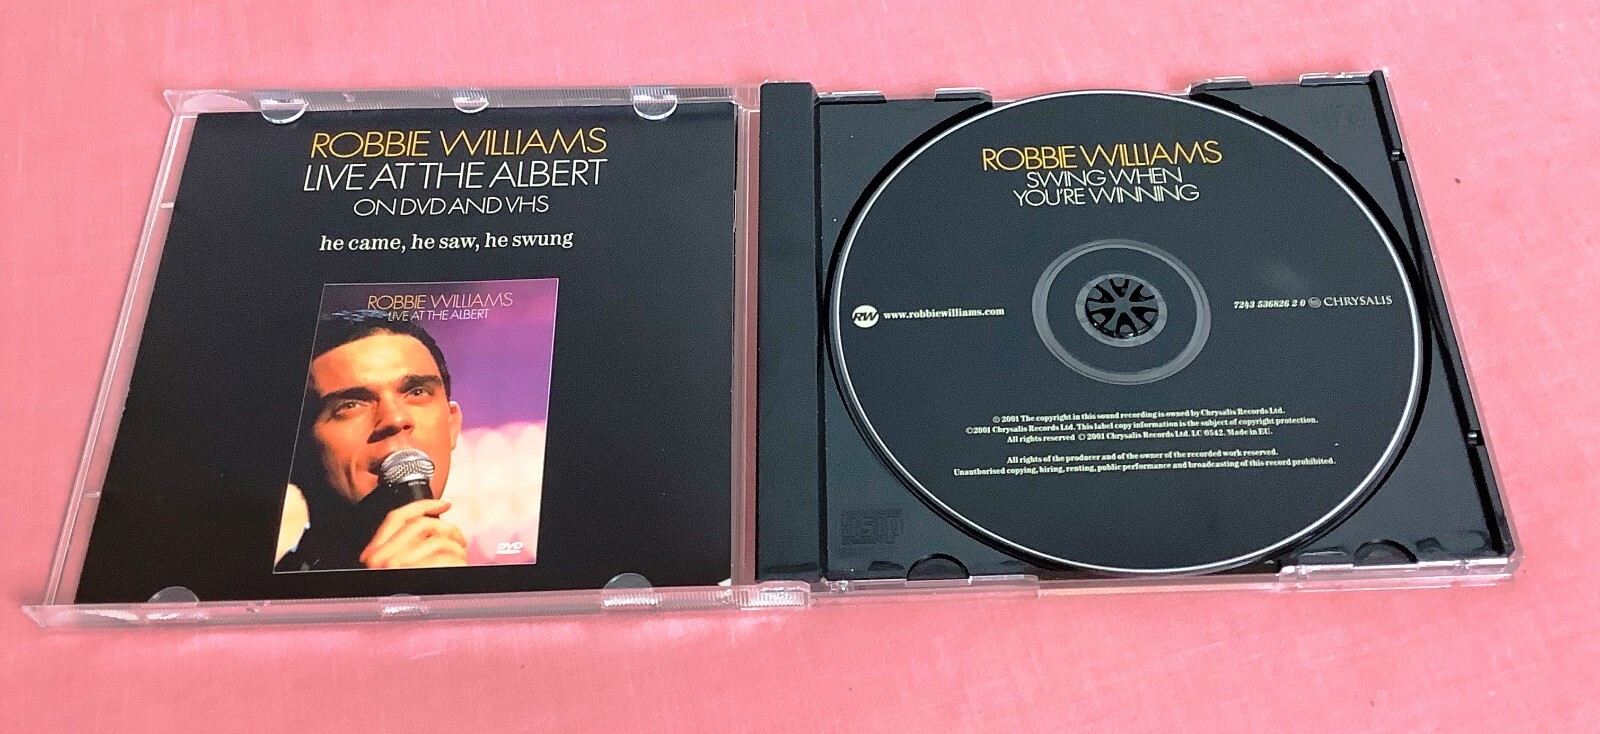 ROBBIE WILLIAMS
LIVE AT THE ALBERT
ON DVD AND VHS
he came, he saw, he swung
ROBBIE WILLIAMS
LIVE AT THE ALBERT
DVD
ROBBIE WILLIAMS
SWING WHEN
YOU'RE WINNING
RW www.robbiewilliams.com
7243 536826 2 0 CHRYSALIS
℗ 2001 The copyright in this sound recording is owned by Chrysalis Records Ltd.
©2001 Chrysalis Records Ltd. This label copy information is the subject of copyright protection.
All rights reserved © 2001 Chrysalis Records Ltd. LC 0542. Made in EU.
All rights of the producer and of the owner of the recorded work reserved.
Unauthorised copying, hiring, renting, public performance and broadcasting of this record prohibited.